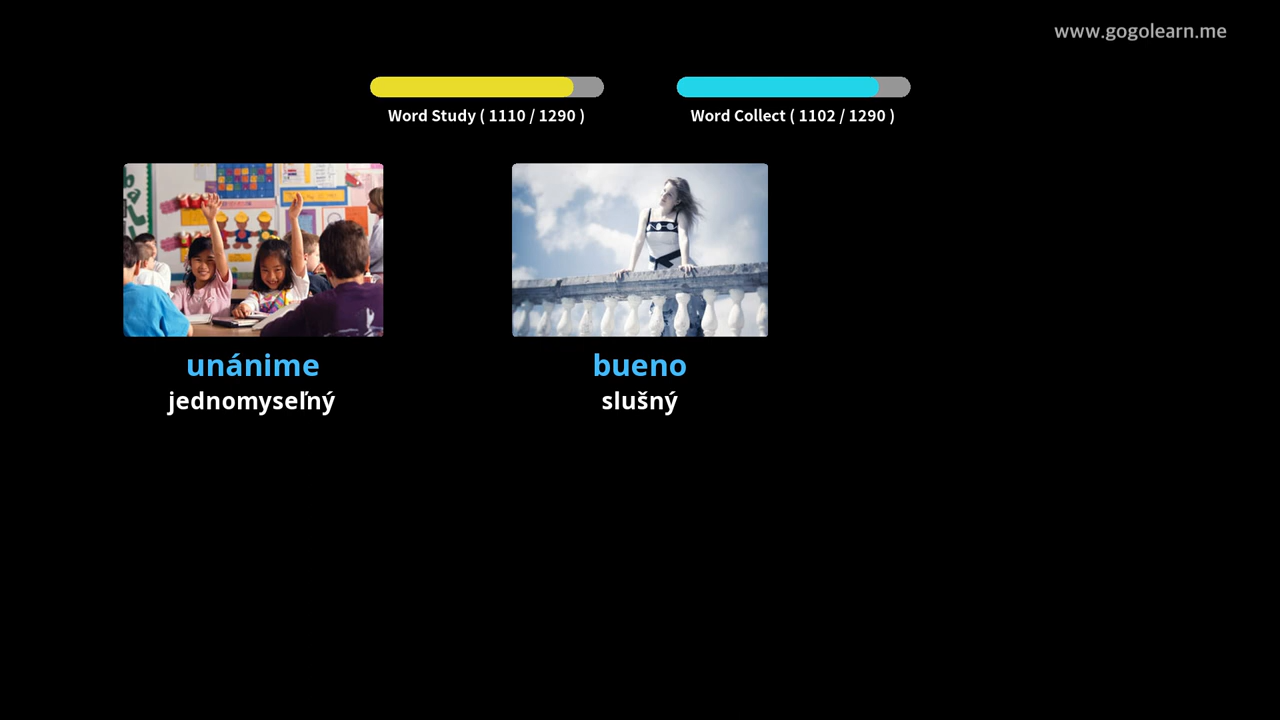 www.gogolearn.me
Word Study ( 1110 / 1290 )
Word Collect ( 1102 / 1290 )
unánime
jednomyseľný
bueno
slušný